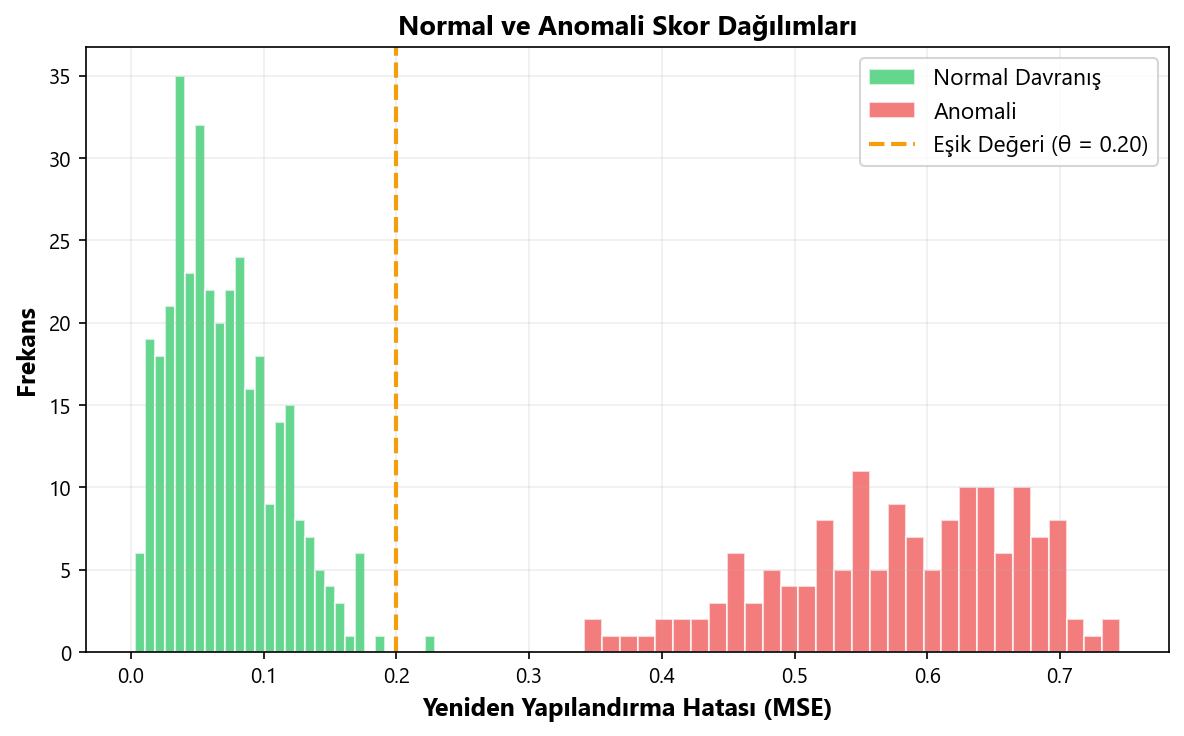 Normal ve Anomali Skor Dağılımları
Normal Davranış
Anomali
Eşik Değeri (θ = 0.20)
Frekans
35
30
25
20
15
10
5
0
0.0 0.1 0.2 0.3 0.4 0.5 0.6 0.7
Yeniden Yapılandırma Hatası (MSE)